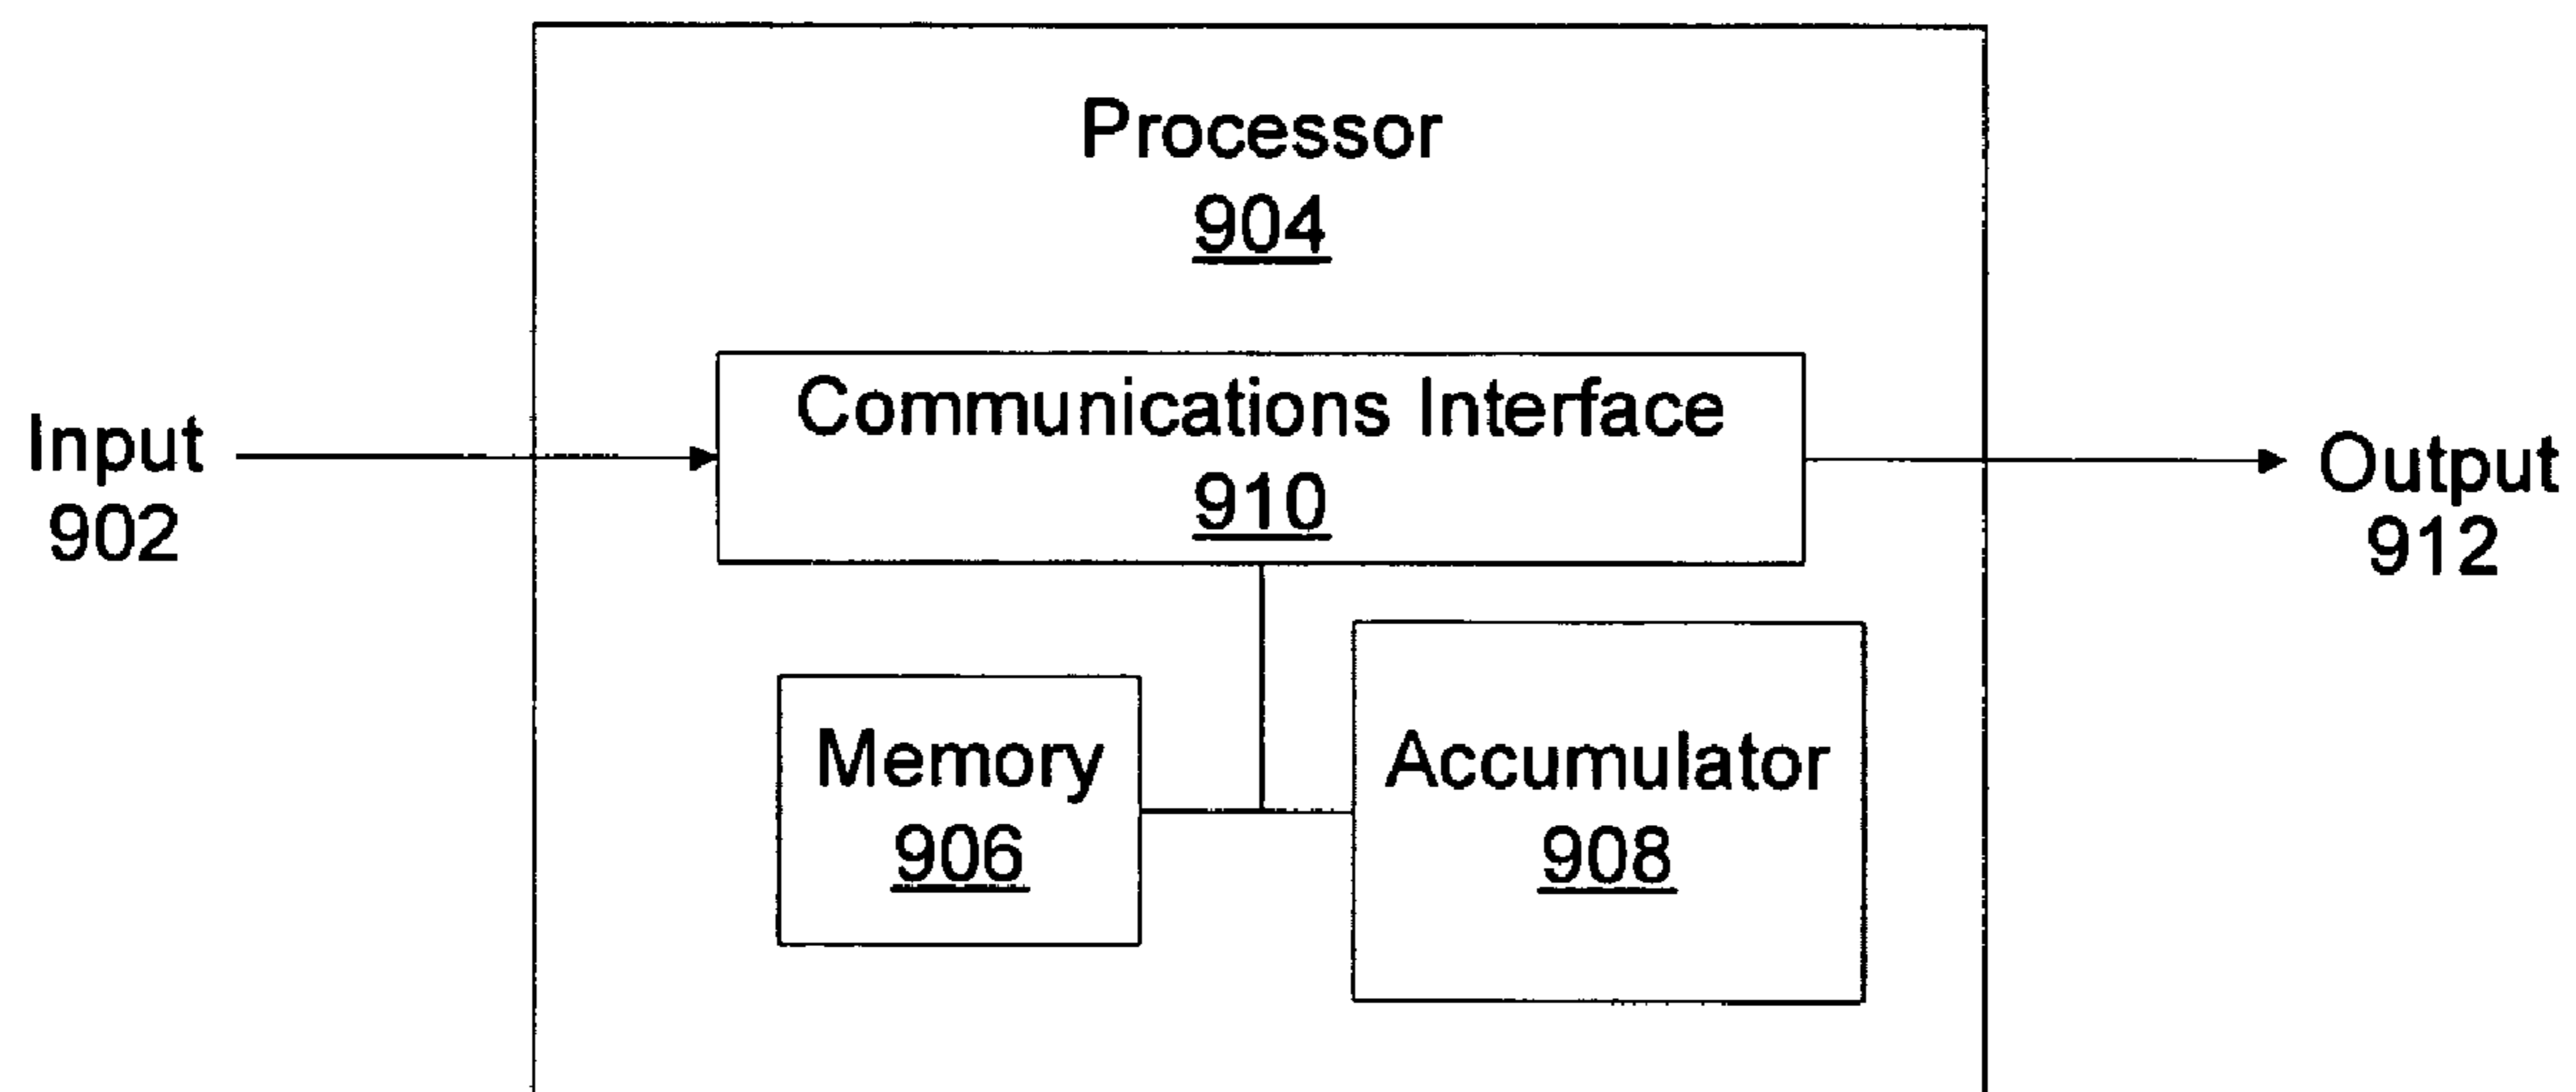 Processor
904
Communications Interface
910
Input
902
Output
912
Memory
906
Accumulator
908